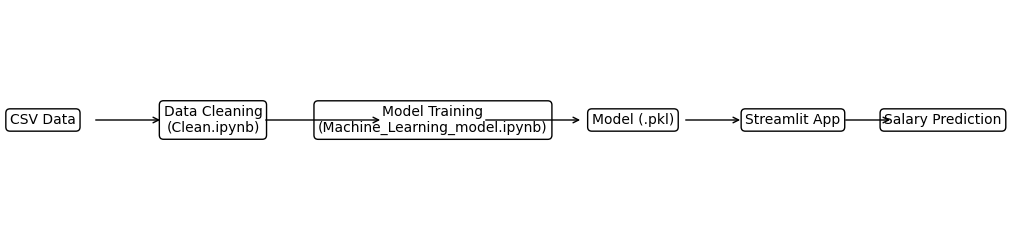 CSV Data
Data Cleaning
(Clean.ipynb)
Model Training
(Machine_Learning_model.ipynb)
Model (.pkl)
Streamlit App
Salary Prediction